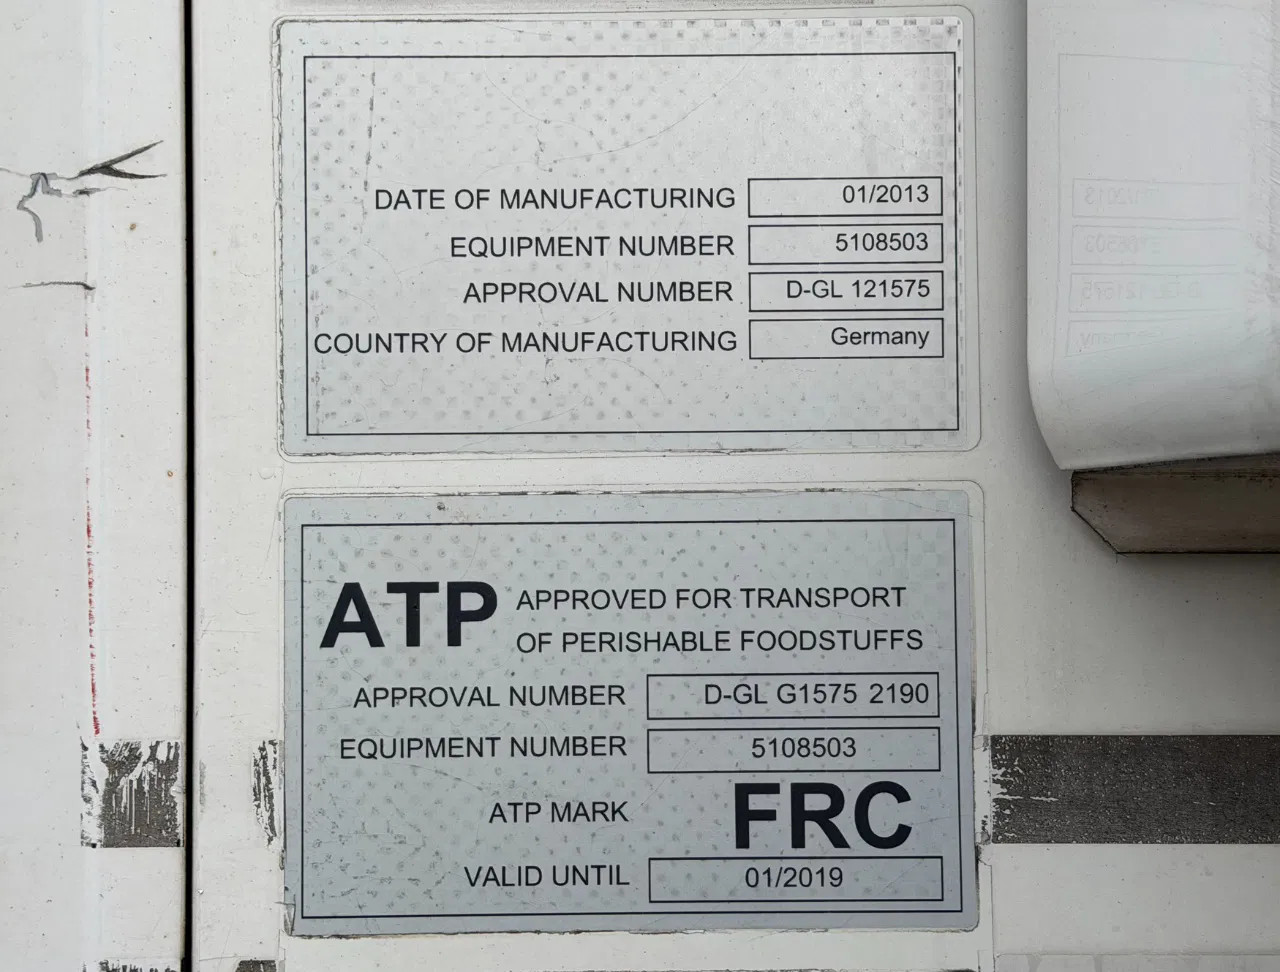 DATE OF MANUFACTURING 01/2013
EQUIPMENT NUMBER 5108503
APPROVAL NUMBER D-GL 121575
COUNTRY OF MANUFACTURING Germany
ATP APPROVED FOR TRANSPORT
OF PERISHABLE FOODSTUFFS
APPROVAL NUMBER D-GL G1575 2190
EQUIPMENT NUMBER 5108503
ATP MARK FRC
VALID UNTIL 01/2019